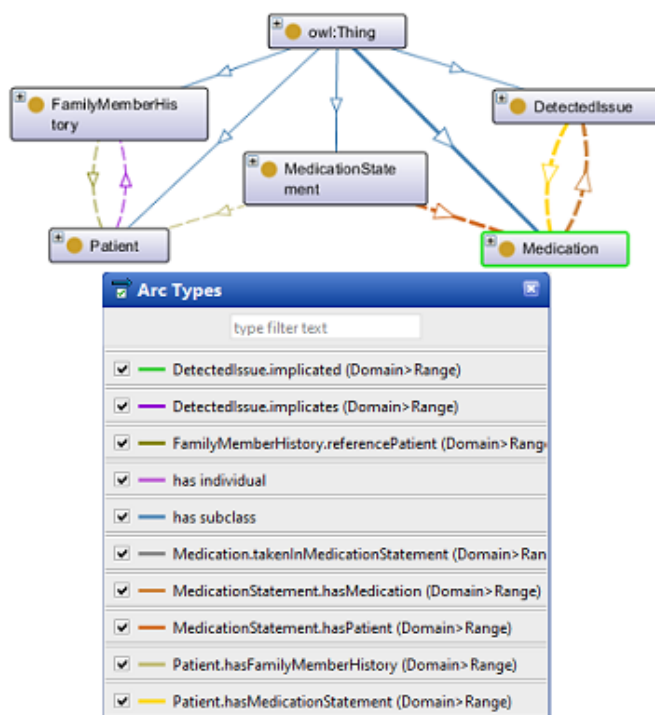 owl:Thing
FamilyMemberHis
tory
DetectedIssue
MedicationState
ment
Patient
Medication
Arc Types
type filter text
DetectedIssue.implicated (Domain>Range)
DetectedIssue.implicates (Domain>Range)
FamilyMemberHistory.referencePatient (Domain>Rang
has individual
has subclass
Medication.takenInMedicationStatement (Domain>Ran
MedicationStatement.hasMedication (Domain>Range)
MedicationStatement.hasPatient (Domain>Range)
Patient.hasFamilyMemberHistory (Domain>Range)
Patient.hasMedicationStatement (Domain>Range)